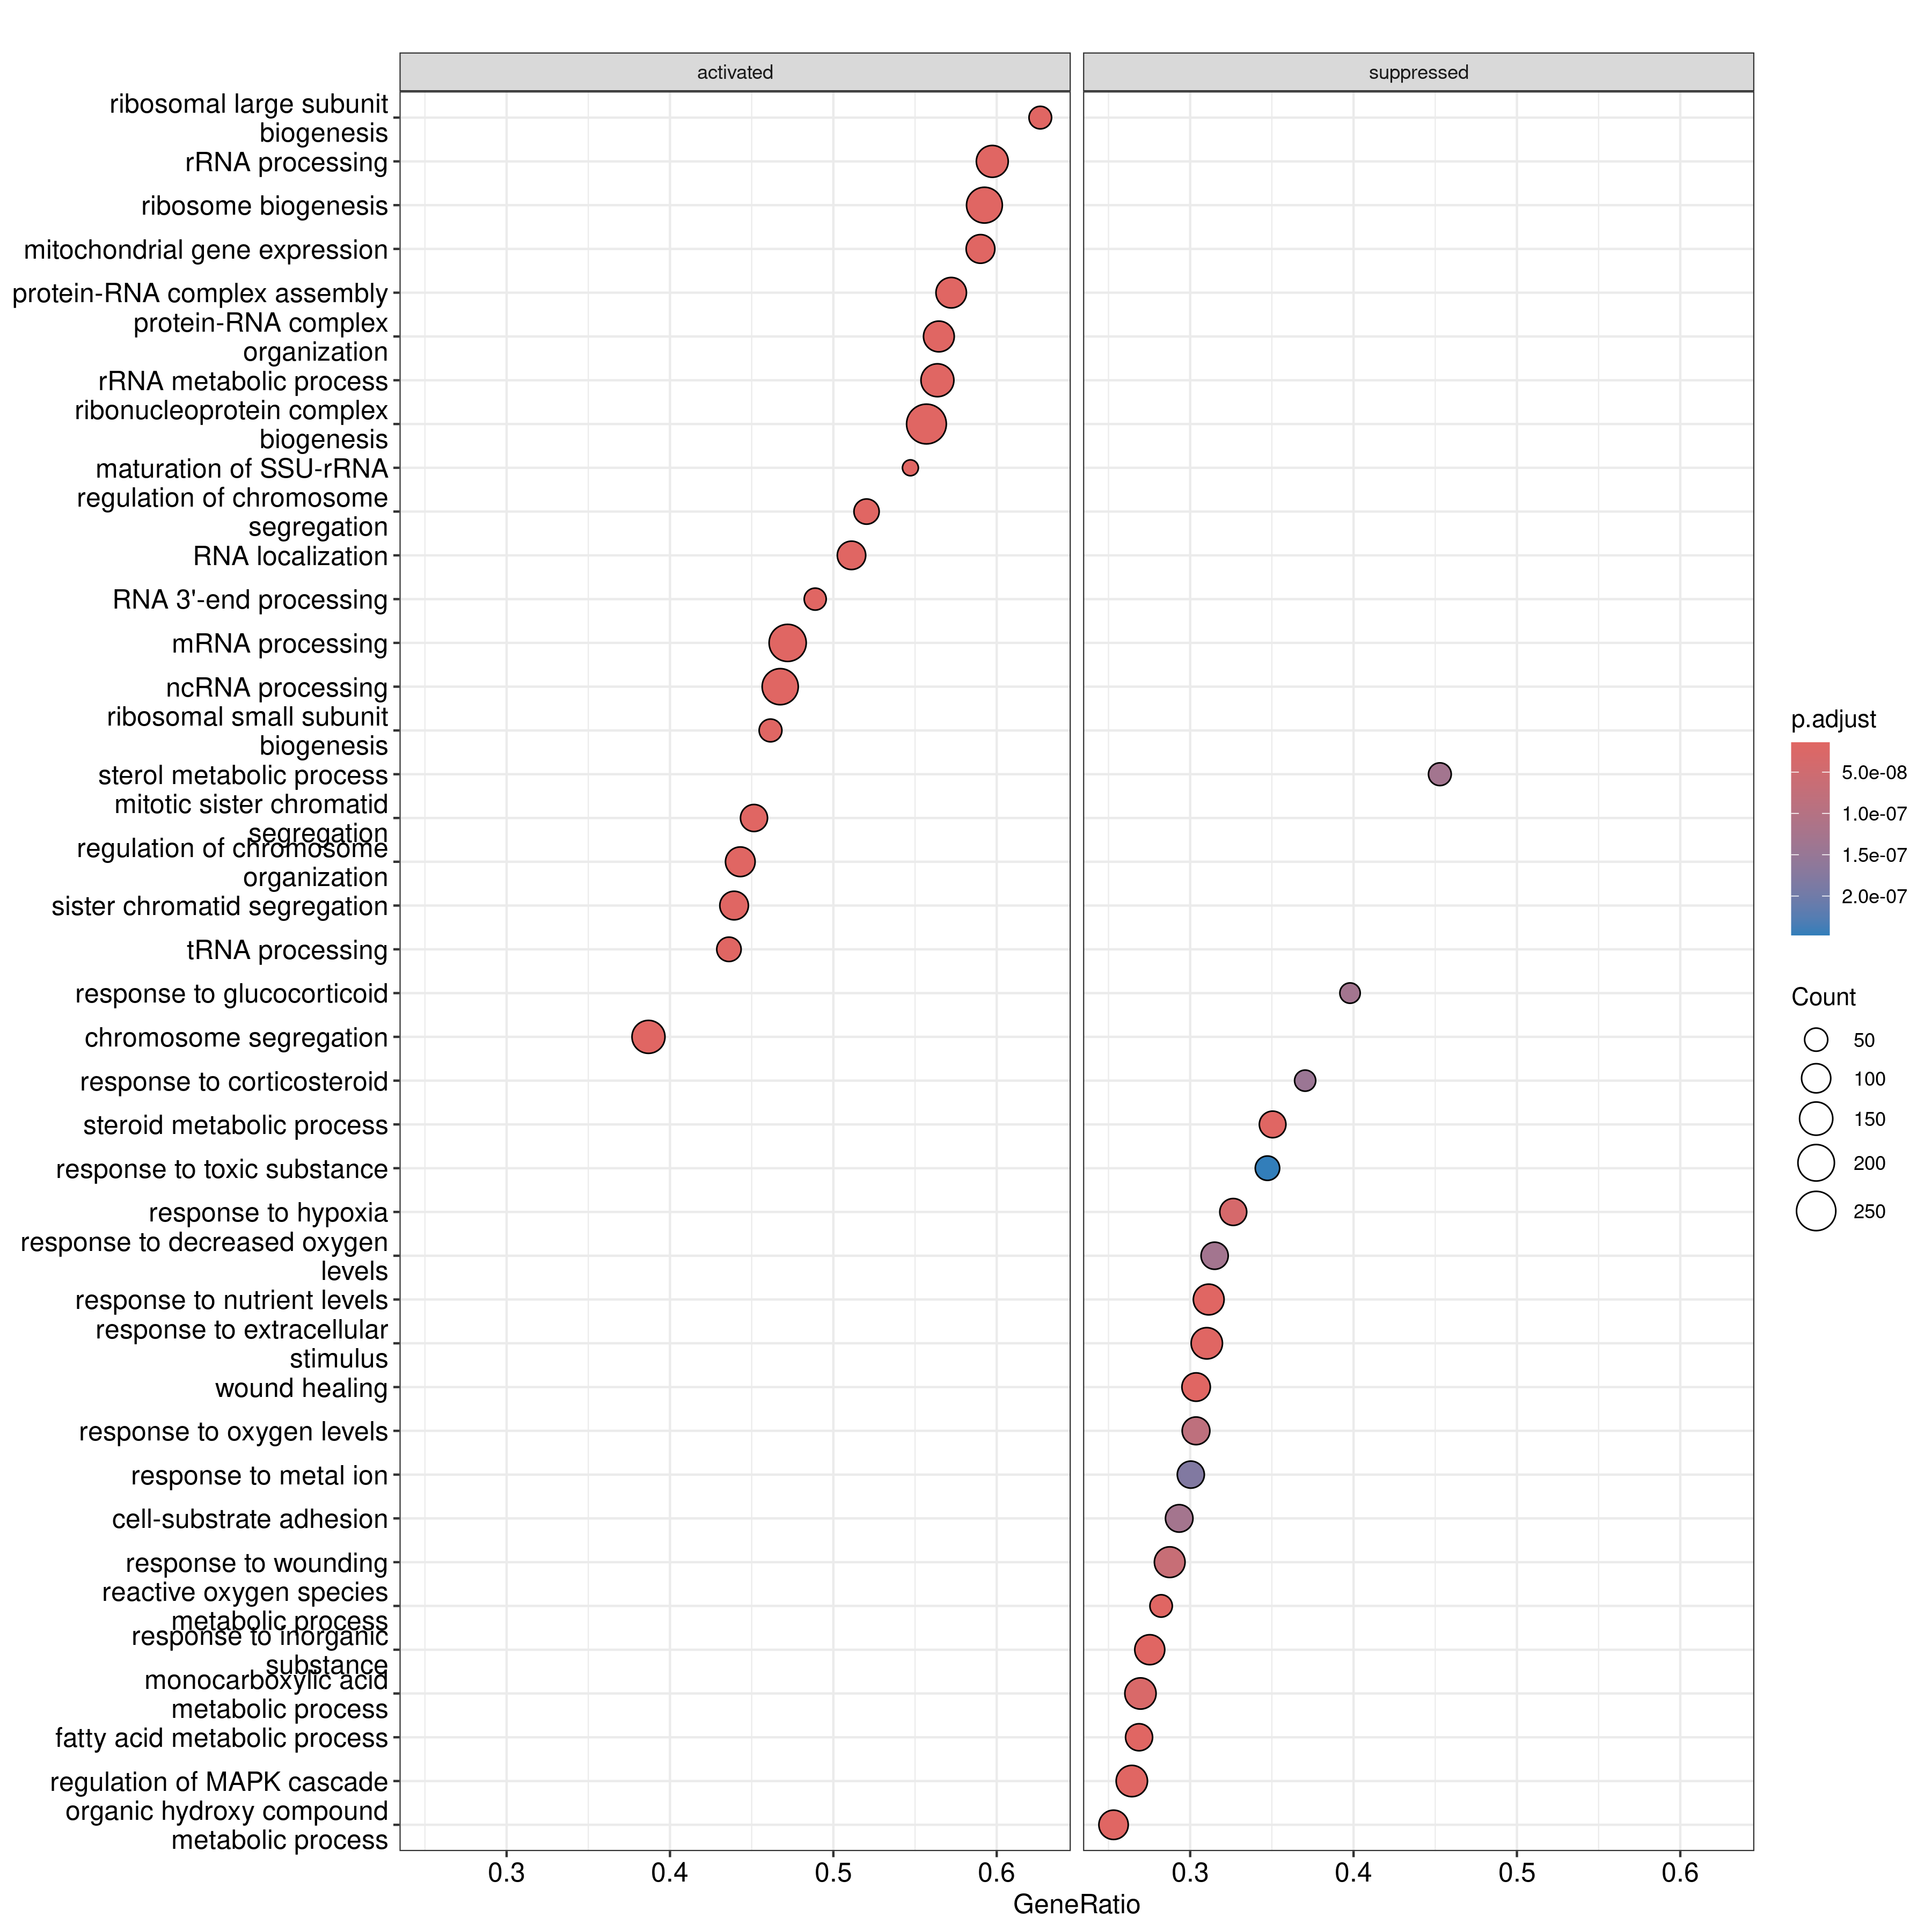 activated
suppressed
ribosomal large subunit
biogenesis
rRNA processing
ribosome biogenesis
mitochondrial gene expression
protein-RNA complex assembly
protein-RNA complex
organization
rRNA metabolic process
ribonucleoprotein complex
biogenesis
maturation of SSU-rRNA
regulation of chromosome
segregation
RNA localization
RNA 3'-end processing
mRNA processing
ncRNA processing
ribosomal small subunit
biogenesis
sterol metabolic process
mitotic sister chromatid
segregation
regulation of chromosome
organization
sister chromatid segregation
tRNA processing
response to glucocorticoid
chromosome segregation
response to corticosteroid
steroid metabolic process
response to toxic substance
response to hypoxia
response to decreased oxygen
levels
response to nutrient levels
response to extracellular
stimulus
wound healing
response to oxygen levels
response to metal ion
cell-substrate adhesion
response to wounding
reactive oxygen species
metabolic process
response to inorganic
substance
monocarboxylic acid
metabolic process
fatty acid metabolic process
regulation of MAPK cascade
organic hydroxy compound
metabolic process
0.3 0.4 0.5 0.6
0.3 0.4 0.5 0.6
GeneRatio
p.adjust
5.0e-08
1.0e-07
1.5e-07
2.0e-07
Count
50
100
150
200
250